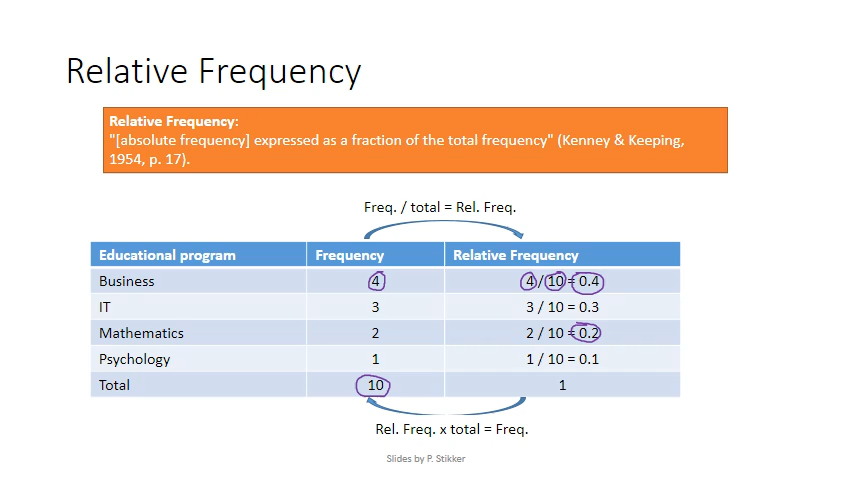 Relative Frequency
Relative Frequency:
"[absolute frequency] expressed as a fraction of the total frequency" (Kenney & Keeping,
1954, p. 17).
Freq. / total = Rel. Freq.
Educational program Frequency Relative Frequency
Business 4 4 / 10 = 0.4
IT 3 3 / 10 = 0.3
Mathematics 2 2 / 10 = 0.2
Psychology 1 1 / 10 = 0.1
Total 10 1
Rel. Freq. x total = Freq.
Slides by P. Stikker